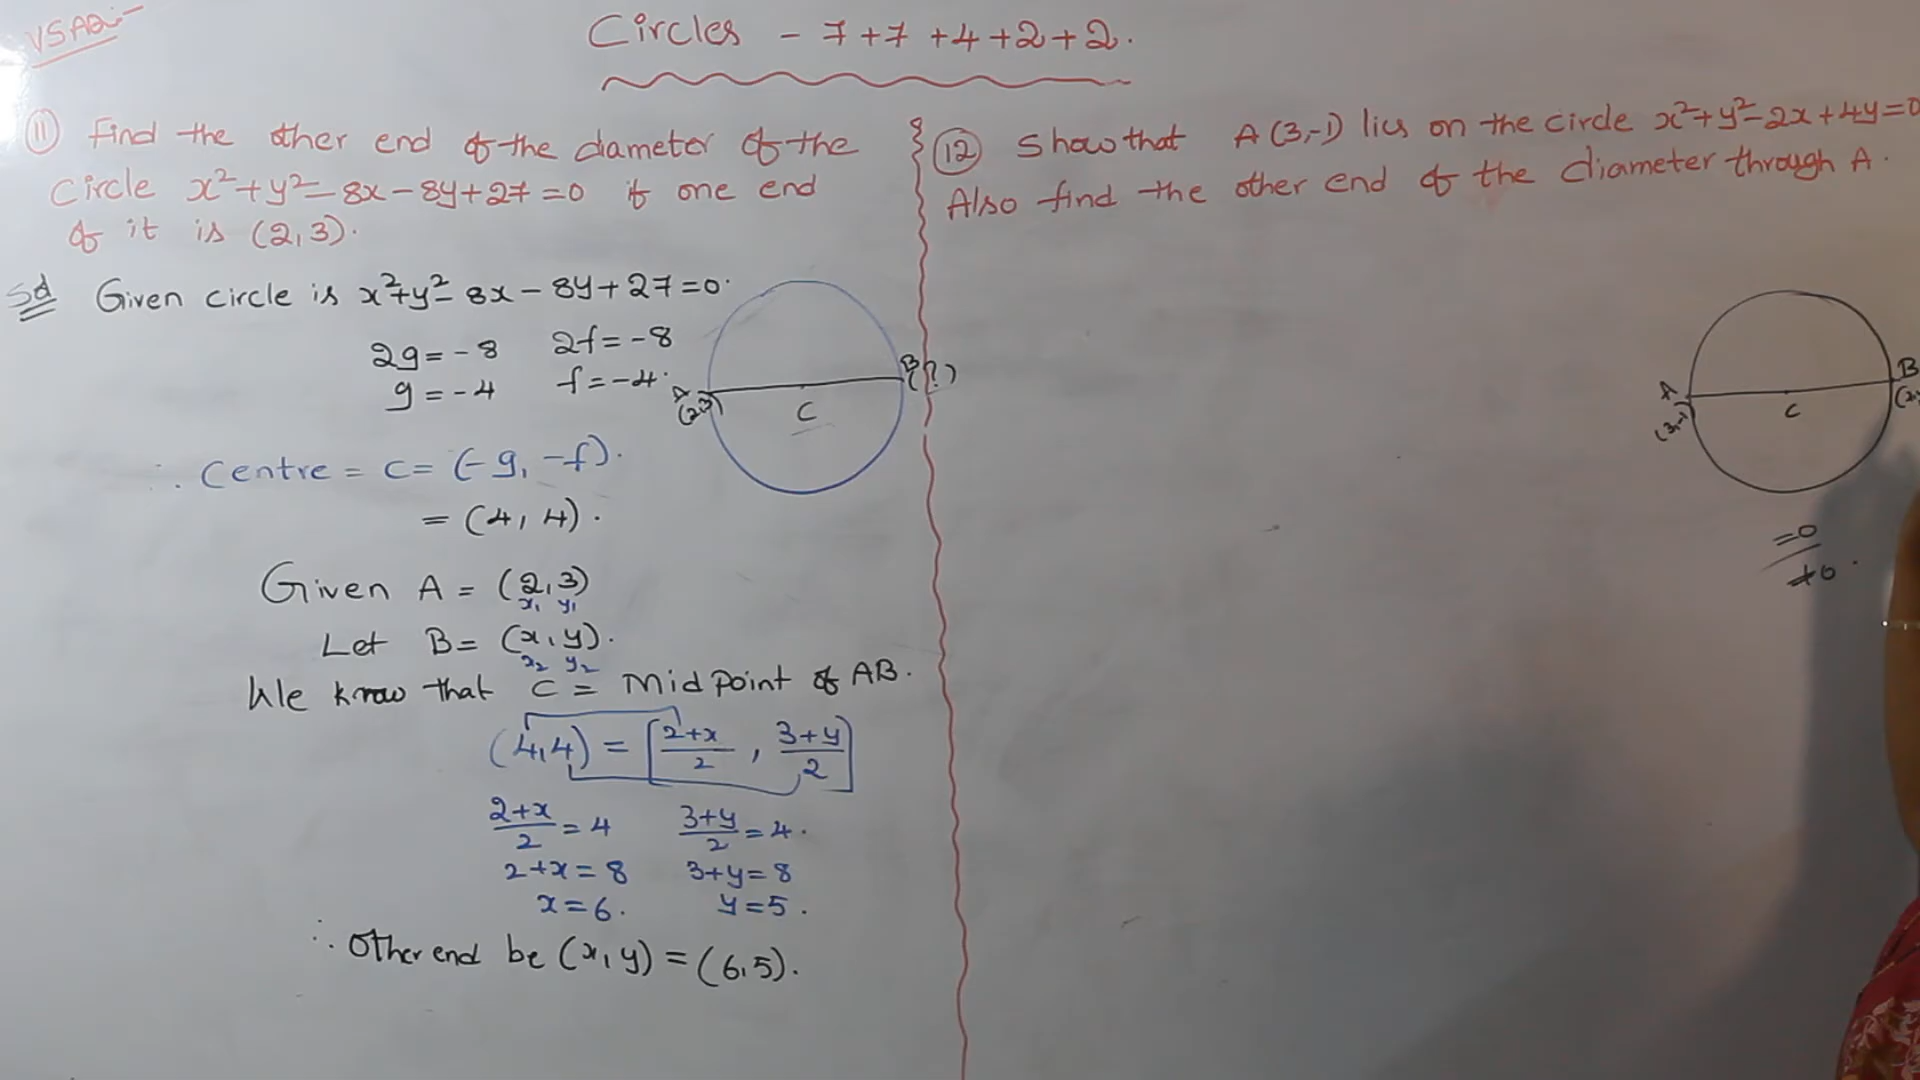 VSAQ:-
Circles - 7+7+4+2+2.
(11) Find the other end of the diameter of the
Circle x²+y²-8x-8y+27=0 if one end
of it is (2,3).
Sol Given circle is x²+y²-8x-8y+27=0.
2g=-8 2f=-8
g=-4 f=-4.
A (2,3) C B (?)
∴ Centre = C= (-g,-f).
= (4,4).
Given A = (2,3)
x₁ y₁
Let B= (x,y).
x₂ y₂
We know that C = Midpoint of AB.
(4,4) = [2+x/2, 3+y/2]
2+x/2=4 3+y/2=4.
2+x=8 3+y=8
x=6. y=5.
∴ Other end be (x,y) = (6,5).
(12) Show that A(3,-1) lies on the circle x²+y²-2x+4y=0
Also find the other end of the diameter through A.
A (3,-1) C B
=0
≠0.